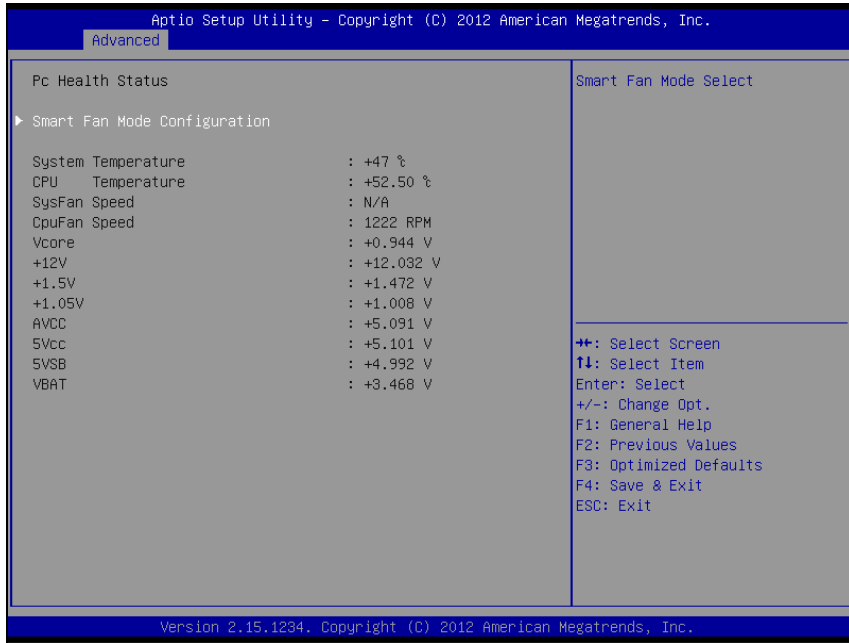 Aptio Setup Utility – Copyright (C) 2012 American Megatrends, Inc.
Advanced
Pc Health Status
Smart Fan Mode Configuration
System Temperature : +47 ℃
CPU Temperature : +52.50 ℃
SysFan Speed : N/A
CpuFan Speed : 1222 RPM
Vcore : +0.944 V
+12V : +12.032 V
+1.5V : +1.472 V
+1.05V : +1.008 V
AVCC : +5.091 V
5Vcc : +5.101 V
5VSB : +4.992 V
VBAT : +3.468 V
Smart Fan Mode Select
→←: Select Screen
↑↓: Select Item
Enter: Select
+/-: Change Opt.
F1: General Help
F2: Previous Values
F3: Optimized Defaults
F4: Save & Exit
ESC: Exit
Version 2.15.1234. Copyright (C) 2012 American Megatrends, Inc.